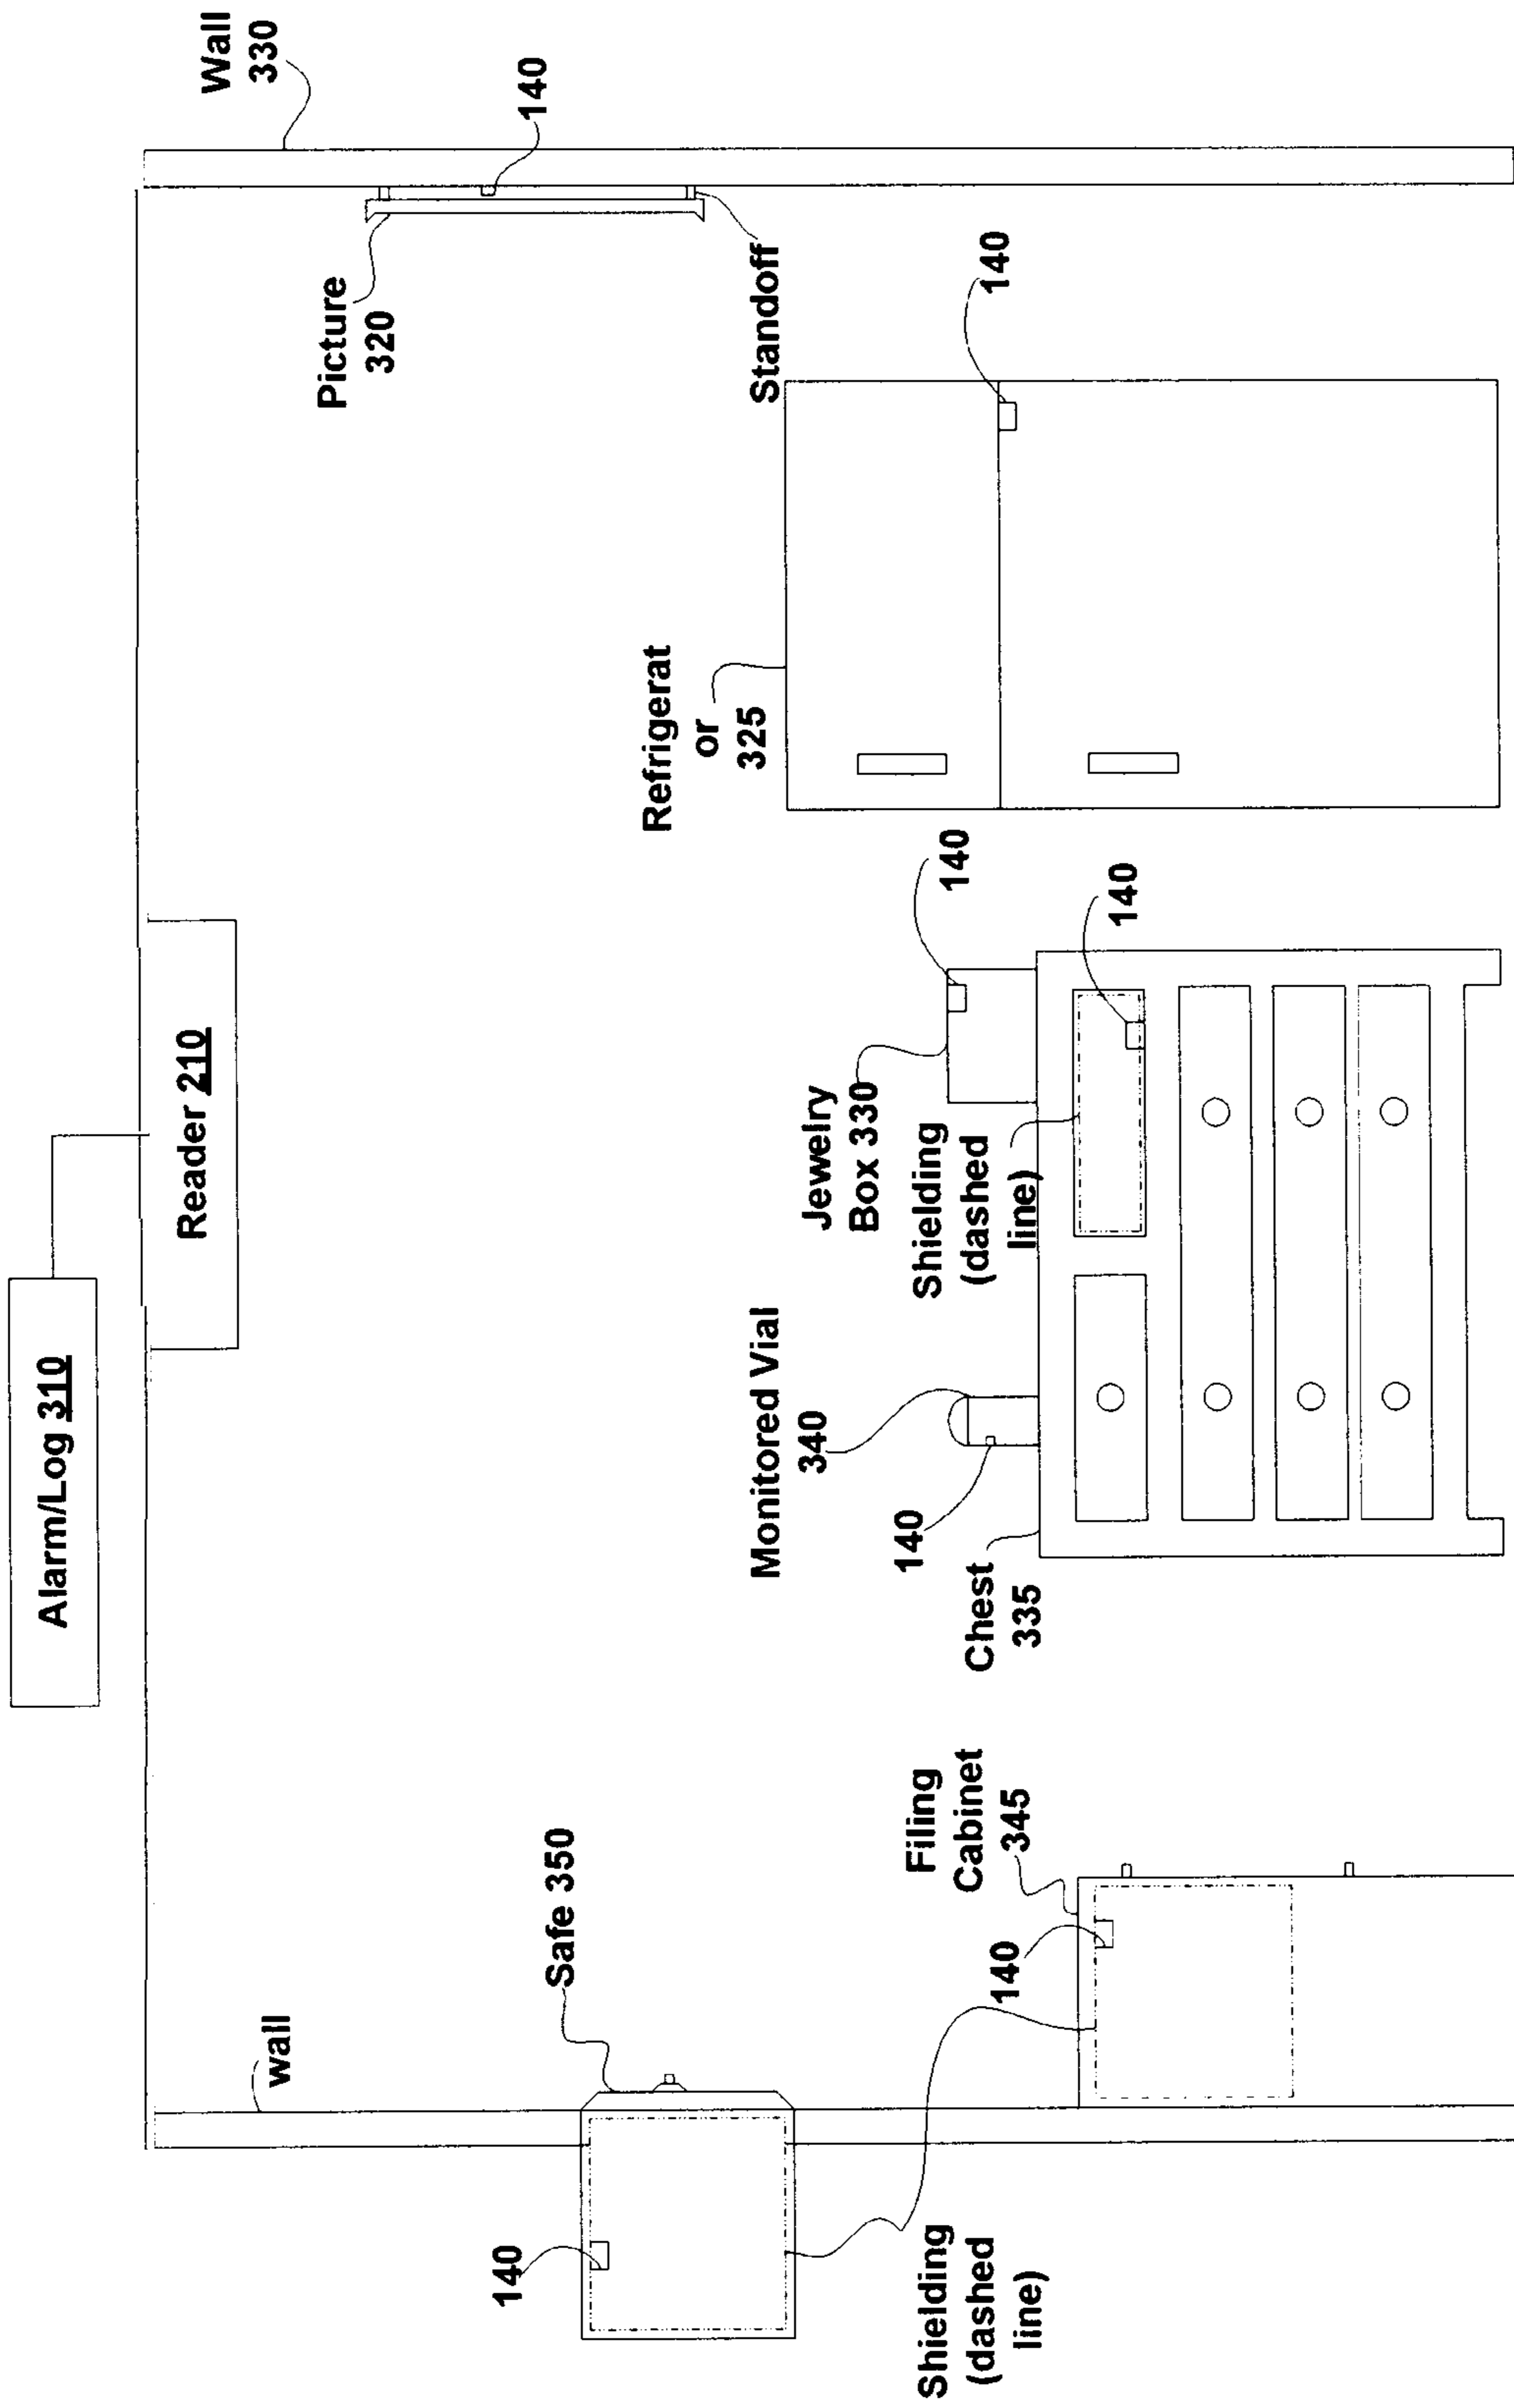 Alarm/Log 310
Reader 210
wall
Safe 350
140
Shielding
(dashed
line)
Filing
Cabinet
345
140
Monitored Vial
340
140
Chest
335
Jewelry
Box 330
Shielding
(dashed
line)
140
140
Refrigerat
or
325
140
Picture
320
Standoff
Wall
330
140